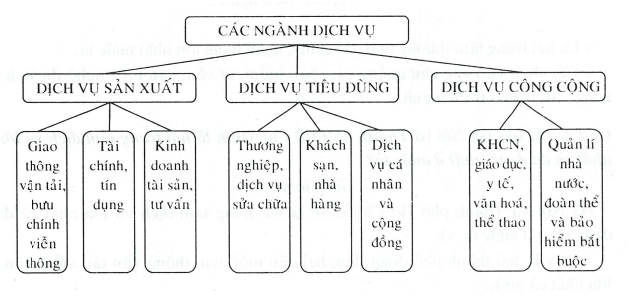 CÁC NGÀNH DỊCH VỤ
DỊCH VỤ SẢN XUẤT
DỊCH VỤ TIÊU DÙNG
DỊCH VỤ CÔNG CỘNG
Giao
thông
vận tải,
bưu
chính
viễn
thông
Tài
chính,
tín
dụng
Kinh
doanh
tài sản,
tư vấn
Thương
nghiệp,
dịch vụ
sửa chữa
Khách
sạn,
nhà
hàng
Dịch
vụ cá
nhân
và
cộng
đồng
KHCN,
giáo dục,
y tế,
văn hoá,
thể thao
Quản lí
nhà
nước,
đoàn thể
và bảo
hiểm bắt
buộc